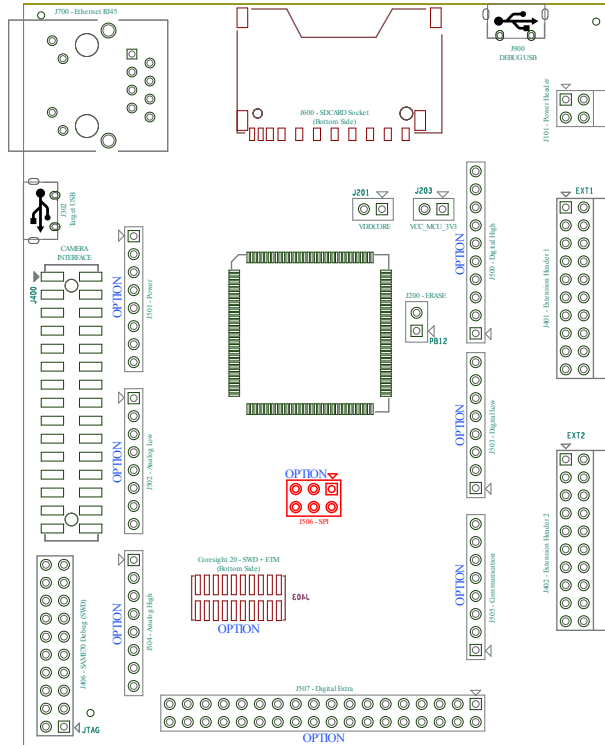 J700 - Ethernet RJ45
J900
DEBUG USB
J600 - SDCARD Socket
(Bottom Side)
J101 - Power Header
J302
Target USB
J201
VDDCORE
J203
VCC_MCU_3V3
EXT1
J401 - Extension Header 1
CAMERA
INTERFACE
J400
OPTION
J501 - Power
OPTION
J500 - Digital High
J200 - ERASE
PB12
OPTION
J502 - Analog Low
OPTION
J503 - Digital Low
EXT2
J402 - Extension Header 2
OPTION
J506 - SPI
Coresight 20 - SWD + ETM
(Bottom Side)
J403
OPTION
J406 - SAME70 Debug (SWD)
JTAG
OPTION
J504 - Analog High
OPTION
J505 - Communication
J507 - Digital Extra
OPTION